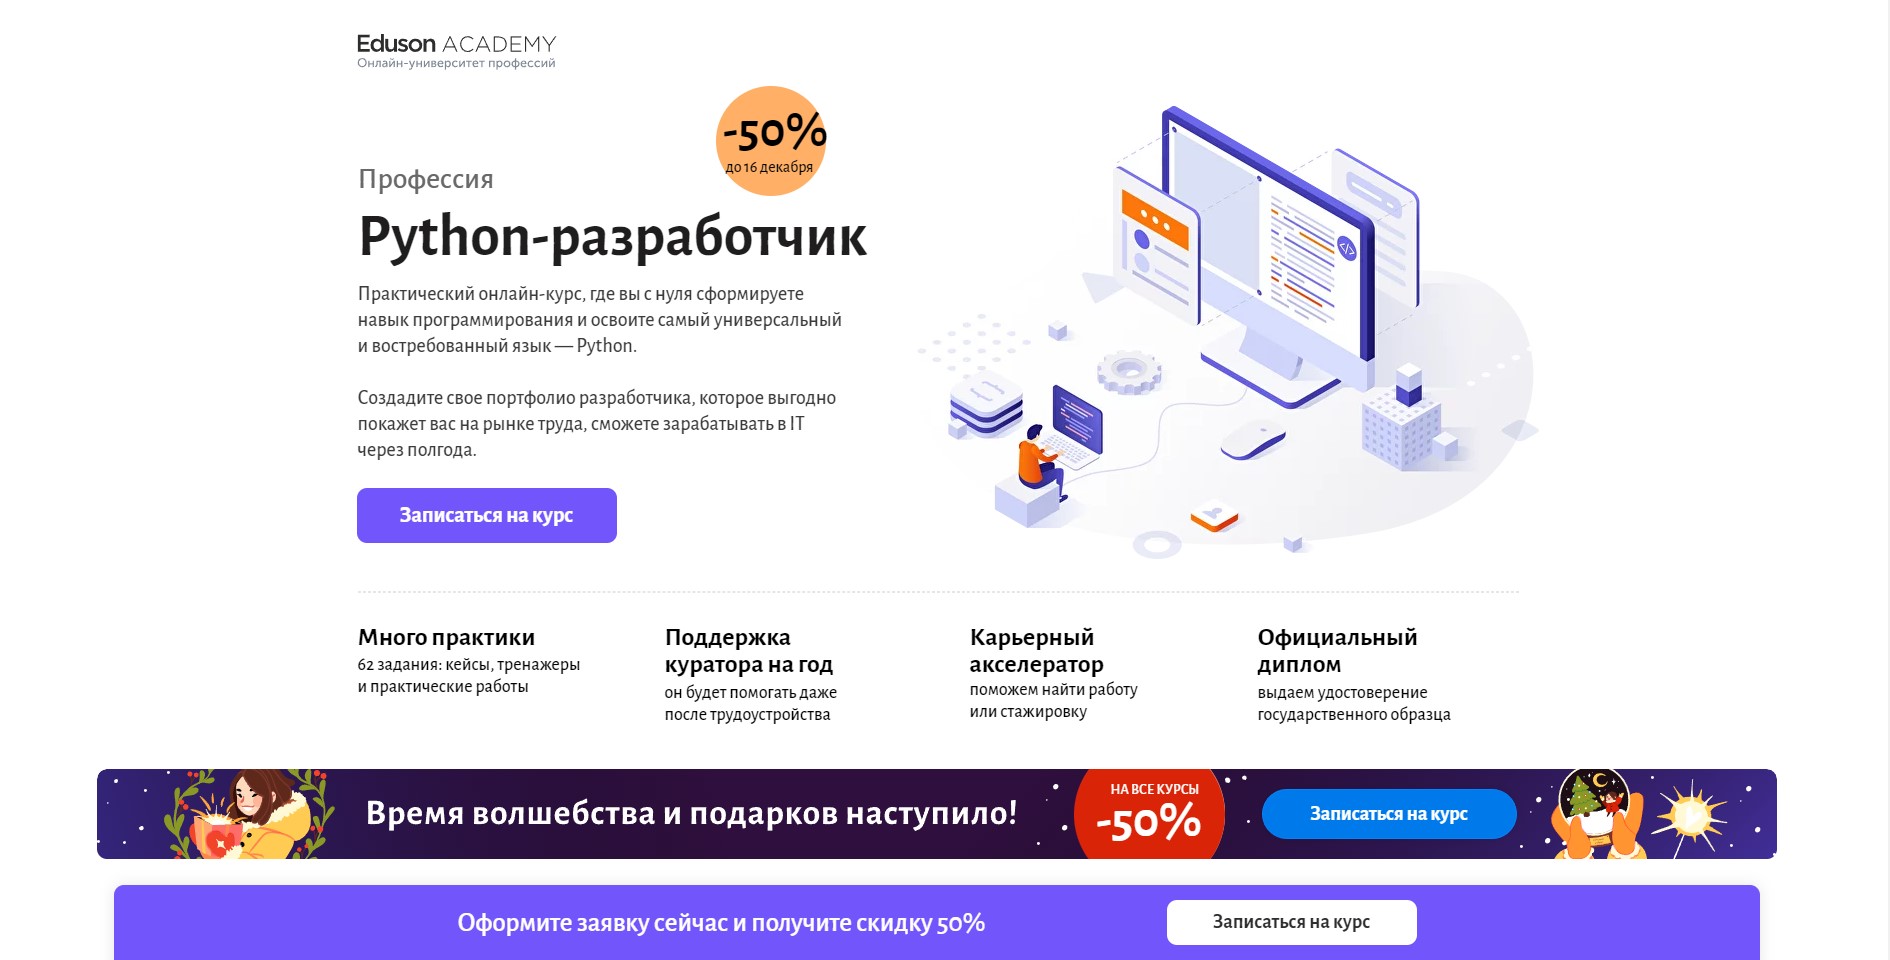 Eduson ACADEMY
Онлайн-университет профессий
-50%
до 16 декабря
Профессия
Python-разработчик
Практический онлайн-курс, где вы с нуля сформируете
навык программирования и освоите самый универсальный
и востребованный язык — Python.
Создадите свое портфолио разработчика, которое выгодно
покажет вас на рынке труда, сможете зарабатывать в IT
через полгода.
Записаться на курс
Много практики
62 задания: кейсы, тренажеры
и практические работы
Поддержка
куратора на год
он будет помогать даже
после трудоустройства
Карьерный
акселератор
поможем найти работу
или стажировку
Официальный
диплом
выдаем удостоверение
государственного образца
Время волшебства и подарков наступило!
НА ВСЕ КУРСЫ
-50%
Записаться на курс
Оформите заявку сейчас и получите скидку 50%
Записаться на курс